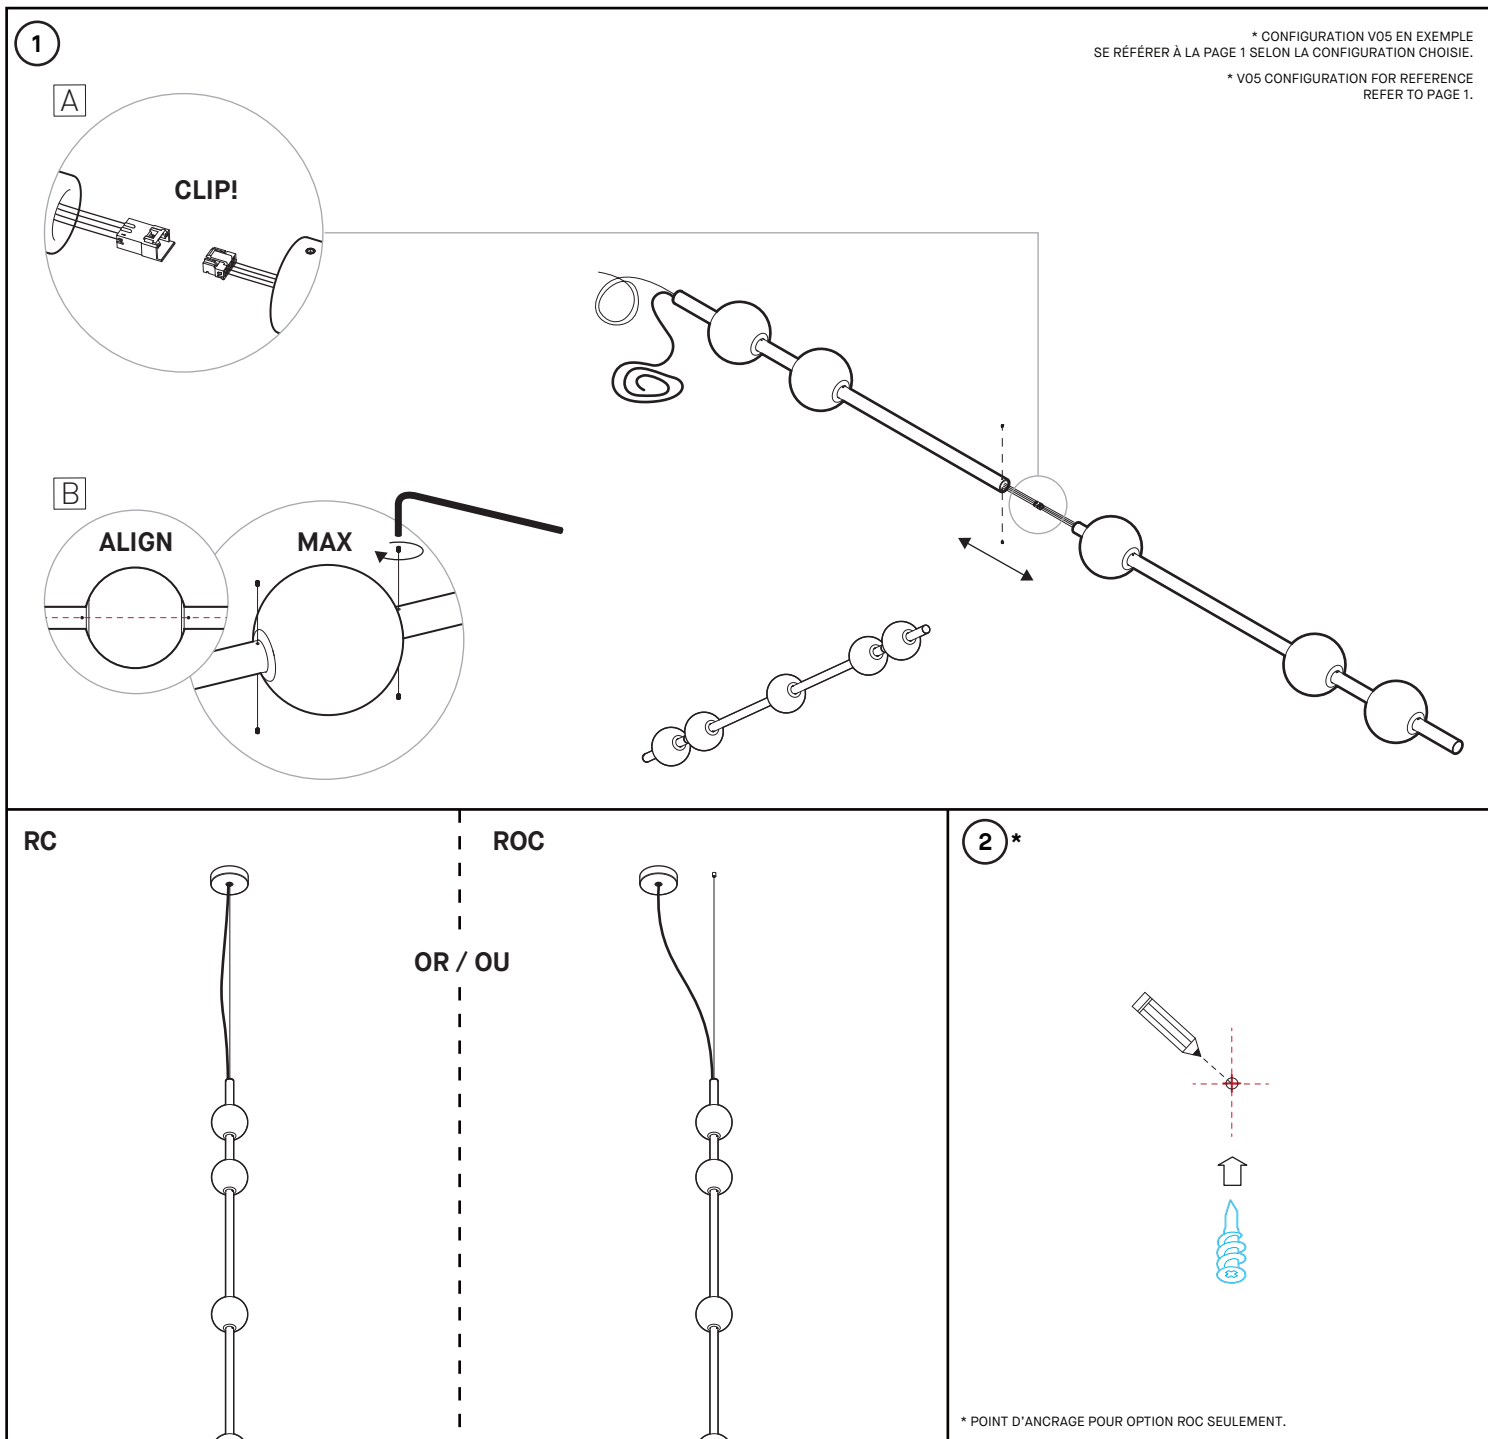 1
* CONFIGURATION V05 EN EXEMPLE
SE RÉFÉRER À LA PAGE 1 SELON LA CONFIGURATION CHOISIE.
* V05 CONFIGURATION FOR REFERENCE
REFER TO PAGE 1.
A
CLIP!
B
ALIGN
MAX
RC
ROC
OR / OU
2 *
* POINT D'ANCRAGE POUR OPTION ROC SEULEMENT.